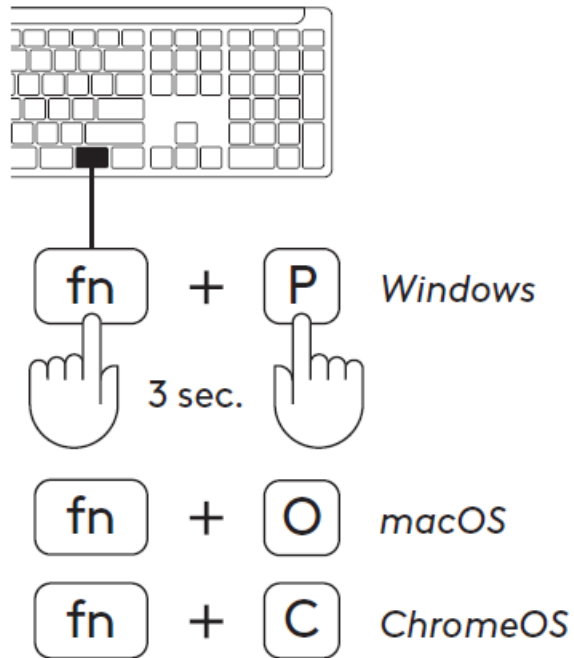 fn + P Windows
3 sec.
fn + O macOS
fn + C ChromeOS